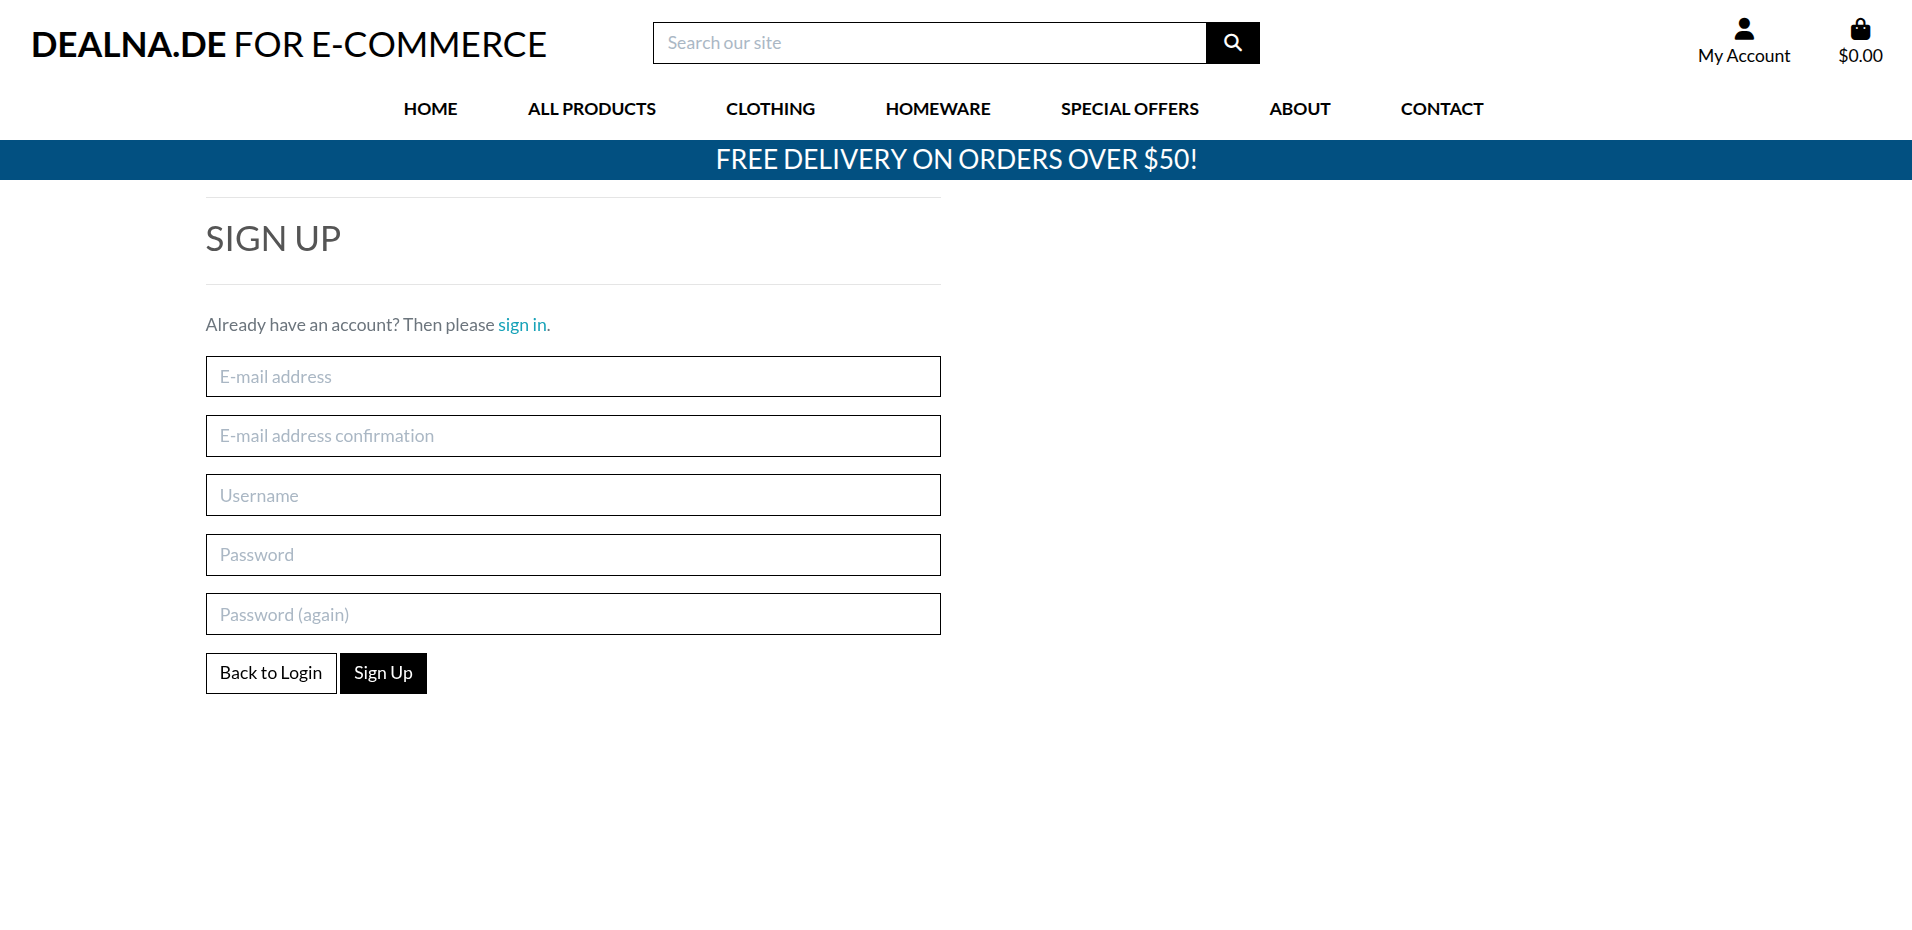 DEALNA.DE FOR E-COMMERCE
Search our site
My Account
$0.00
HOME ALL PRODUCTS CLOTHING HOMEWARE SPECIAL OFFERS ABOUT CONTACT
FREE DELIVERY ON ORDERS OVER $50!
SIGN UP
Already have an account? Then please sign in.
E-mail address
E-mail address confirmation
Username
Password
Password (again)
Back to Login Sign Up